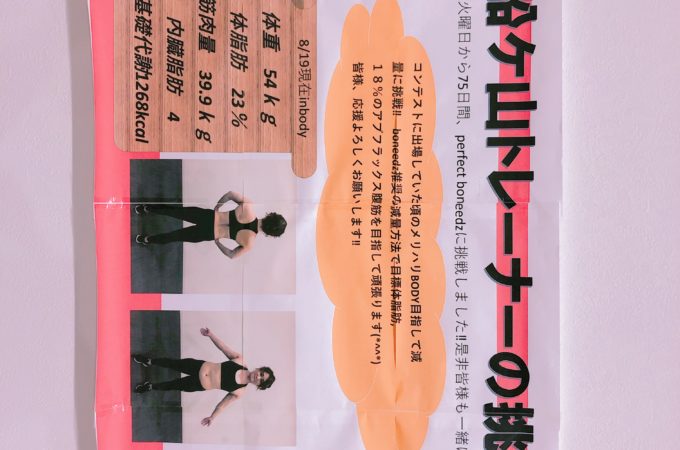 船ケ山トレーナーの挑
火曜日から75日間、perfect boneedzに挑戦しました!!是非皆様も一緒に
コンテストに出場していた頃のメリハリBODY目指して減
量に挑戦!! boneedz推奨の減量方法で目標体脂肪,
１８％のアブラックス腹筋を目指して頑張ります(*^^*)
皆様、応援よろしくお願いします!!
8/19現在inbody
体重 54ｋｇ
体脂肪 23％
筋肉量 39.9ｋｇ
内臓脂肪 4
基礎代謝1268kcal